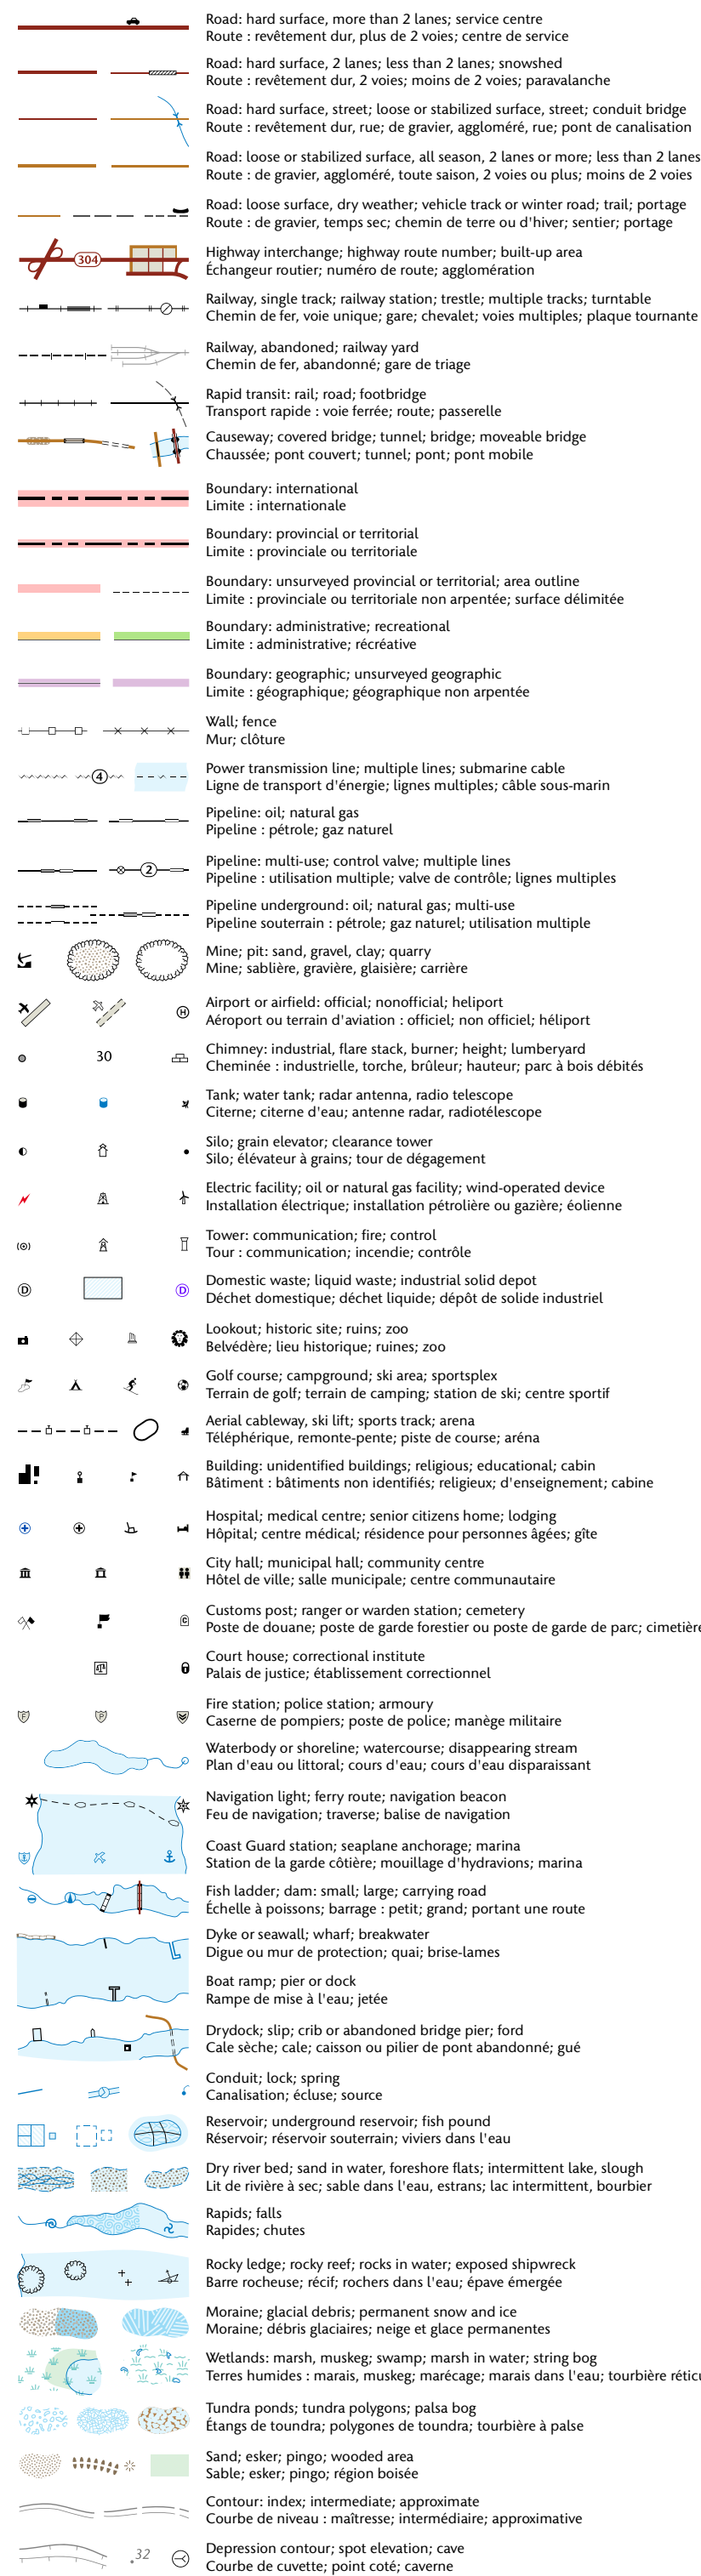 Road: hard surface, more than 2 lanes; service centre
Route : revêtement dur, plus de 2 voies; centre de service
Road: hard surface, 2 lanes; less than 2 lanes; snowshed
Route : revêtement dur, 2 voies; moins de 2 voies; paravalanche
Road: hard surface, street; loose or stabilized surface, street; conduit bridge
Route : revêtement dur, rue; de gravier, aggloméré, rue; pont de canalisation
Road: loose or stabilized surface, all season, 2 lanes or more; less than 2 lanes
Route : de gravier, aggloméré, toute saison, 2 voies ou plus; moins de 2 voies
Road: loose surface, dry weather; vehicle track or winter road; trail; portage
Route : de gravier, temps sec; chemin de terre ou d'hiver; sentier; portage
304
Highway interchange; highway route number; built-up area
Échangeur routier; numéro de route; agglomération
Railway, single track; railway station; trestle; multiple tracks; turntable
Chemin de fer, voie unique; gare; chevalet; voies multiples; plaque tournante
Railway, abandoned; railway yard
Chemin de fer, abandonné; gare de triage
Rapid transit: rail; road; footbridge
Transport rapide : voie ferrée; route; passerelle
Causeway; covered bridge; tunnel; bridge; moveable bridge
Chaussée; pont couvert; tunnel; pont; pont mobile
Boundary: international
Limite : internationale
Boundary: provincial or territorial
Limite : provinciale ou territoriale
Boundary: unsurveyed provincial or territorial; area outline
Limite : provinciale ou territoriale non arpentée; surface délimitée
Boundary: administrative; recreational
Limite : administrative; récréative
Boundary: geographic; unsurveyed geographic
Limite : géographique; géographique non arpentée
Wall; fence
Mur; clôture
4
Power transmission line; multiple lines; submarine cable
Ligne de transport d'énergie; lignes multiples; câble sous-marin
Pipeline: oil; natural gas
Pipeline : pétrole; gaz naturel
2
Pipeline: multi-use; control valve; multiple lines
Pipeline : utilisation multiple; valve de contrôle; lignes multiples
Pipeline underground: oil; natural gas; multi-use
Pipeline souterrain : pétrole; gaz naturel; utilisation multiple
Mine; pit: sand, gravel, clay; quarry
Mine; sablière, gravière, glaisière; carrière
H
Airport or airfield: official; nonofficial; heliport
Aéroport ou terrain d'aviation : officiel; non officiel; héliport
30
Chimney: industrial, flare stack, burner; height; lumberyard
Cheminée : industrielle, torche, brûleur; hauteur; parc à bois débités
Tank; water tank; radar antenna, radio telescope
Citerne; citerne d'eau; antenne radar, radiotélescope
Silo; grain elevator; clearance tower
Silo; élévateur à grains; tour de dégagement
Electric facility; oil or natural gas facility; wind-operated device
Installation électrique; installation pétrolière ou gazière; éolienne
Tower: communication; fire; control
Tour : communication; incendie; contrôle
D D
Domestic waste; liquid waste; industrial solid depot
Déchet domestique; déchet liquide; dépôt de solide industriel
Lookout; historic site; ruins; zoo
Belvédère; lieu historique; ruines; zoo
Golf course; campground; ski area; sportsplex
Terrain de golf; terrain de camping; station de ski; centre sportif
Aerial cableway, ski lift; sports track; arena
Téléphérique, remonte-pente; piste de course; aréna
Building: unidentified buildings; religious; educational; cabin
Bâtiment : bâtiments non identifiés; religieux; d'enseignement; cabine
Hospital; medical centre; senior citizens home; lodging
Hôpital; centre médical; résidence pour personnes âgées; gîte
City hall; municipal hall; community centre
Hôtel de ville; salle municipale; centre communautaire
C
Customs post; ranger or warden station; cemetery
Poste de douane; poste de garde forestier ou poste de garde de parc; cimetière
Court house; correctional institute
Palais de justice; établissement correctionnel
F P
Fire station; police station; armoury
Caserne de pompiers; poste de police; manège militaire
Waterbody or shoreline; watercourse; disappearing stream
Plan d'eau ou littoral; cours d'eau; cours d'eau disparaissant
Navigation light; ferry route; navigation beacon
Feu de navigation; traverse; balise de navigation
Coast Guard station; seaplane anchorage; marina
Station de la garde côtière; mouillage d'hydravions; marina
Fish ladder; dam: small; large; carrying road
Échelle à poissons; barrage : petit; grand; portant une route
Dyke or seawall; wharf; breakwater
Digue ou mur de protection; quai; brise-lames
Boat ramp; pier or dock
Rampe de mise à l'eau; jetée
Drydock; slip; crib or abandoned bridge pier; ford
Cale sèche; cale; caisson ou pilier de pont abandonné; gué
Conduit; lock; spring
Canalisation; écluse; source
Reservoir; underground reservoir; fish pound
Réservoir; réservoir souterrain; viviers dans l'eau
Dry river bed; sand in water, foreshore flats; intermittent lake, slough
Lit de rivière à sec; sable dans l'eau, estrans; lac intermittent, bourbier
Rapids; falls
Rapides; chutes
Rocky ledge; rocky reef; rocks in water; exposed shipwreck
Barre rocheuse; récif; rochers dans l'eau; épave émergée
Moraine; glacial debris; permanent snow and ice
Moraine; débris glaciaires; neige et glace permanentes
Wetlands: marsh, muskeg; swamp; marsh in water; string bog
Terres humides : marais, muskeg; marécage; marais dans l'eau; tourbière
Tundra ponds; tundra polygons; palsa bog
Étangs de toundra; polygones de toundra; tourbière à palse
Sand; esker; pingo; wooded area
Sable; esker; pingo; région boisée
Contour: index; intermediate; approximate
Courbe de niveau : maîtresse; intermédiaire; approximative
.32
Depression contour; spot elevation; cave
Courbe de cuvette; point coté; caverne